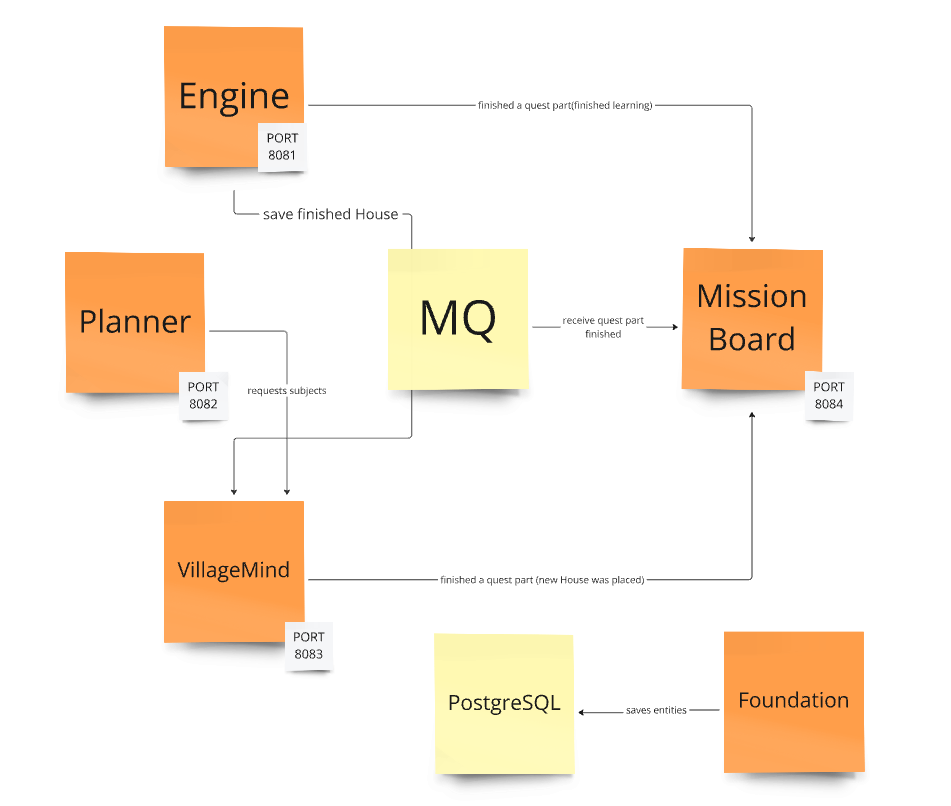 Engine
PORT
8081
finished a quest part(finished learning)
save finished House
Planner
PORT
8082
requests subjects
MQ
receive quest part
finished
Mission
Board
PORT
8084
VillageMind
PORT
8083
finished a quest part (new House was placed)
PostgreSQL
saves entities
Foundation